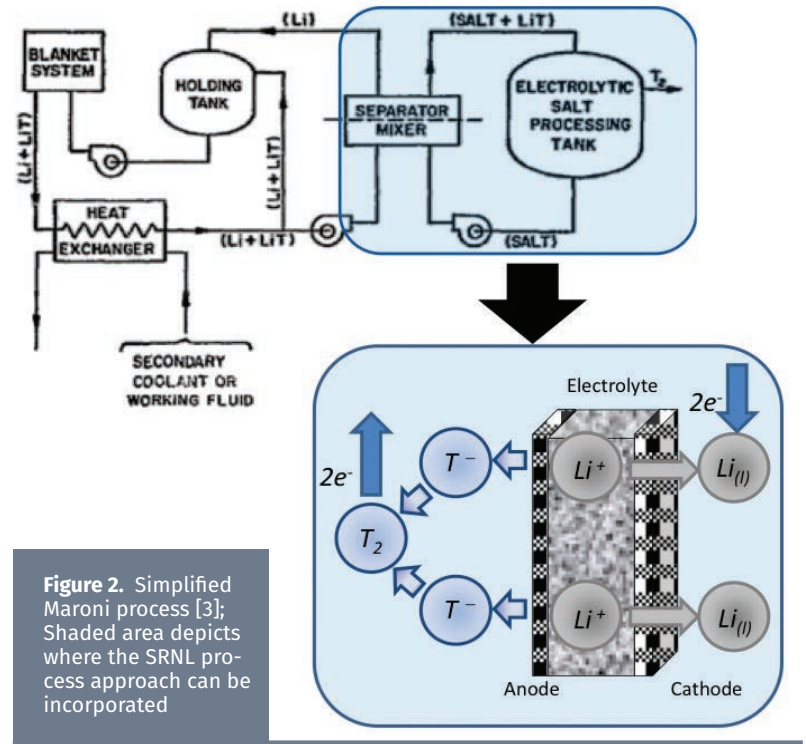 (Li)
(SALT + LiT)
BLANKET
SYSTEM
HOLDING
TANK
SEPARATOR
MIXER
ELECTROLYTIC
SALT
PROCESSING
TANK
T₂
(Li+LiT)
(Li+LiT)
HEAT
EXCHANGER
(Li+LiT)
(SALT)
SECONDARY
COOLANT OR
WORKING FLUID
Electrolyte
2e-
2e-
T −
Li+
Li(l)
T2
T −
Li+
Li(l)
Anode
Cathode
Figure 2. Simplified
Maroni process [3];
Shaded area depicts
where the SRNL pro-
cess approach can be
incorporated